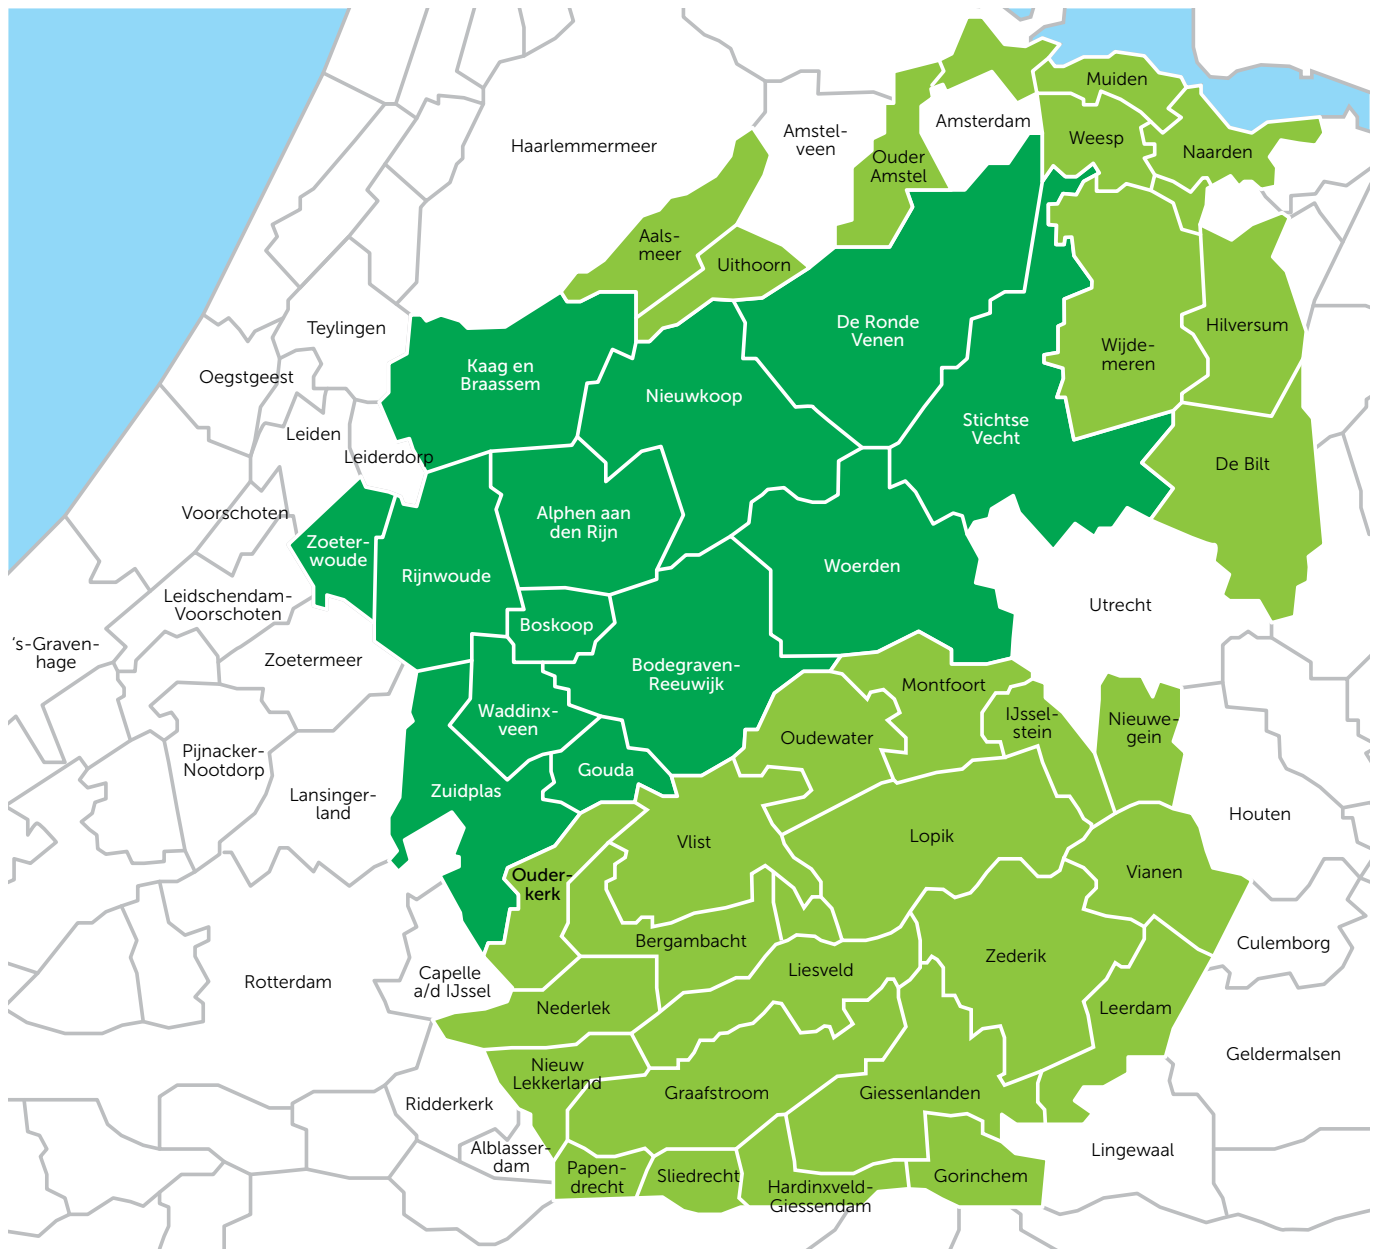 Muiden
Amsterdam
Amstel-
veen
Weesp
Haarlemmermeer
Naarden
Ouder
Amstel
Aals-
meer
Uithoorn
Teylingen
De Ronde
Venen
Hilversum
Wijde-
meren
Kaag en
Braassem
Oegstgeest
Nieuwkoop
Stichtse
Vecht
Leiden
Leiderdorp
De Bilt
Voorschoten
Alphen aan
den Rijn
Zoeter-
woude
Rijnwoude
Woerden
Leidschendam-
Voorschoten
Utrecht
Boskoop
's-Graven-
hage
Zoetermeer
Bodegraven-
Reeuwijk
Montfoort
Waddinx-
veen
IJssel-
stein
Nieuwe-
gein
Oudewater
Pijnacker-
Nootdorp
Gouda
Zuidplas
Lansinger-
land
Houten
Vlist
Lopik
Vianen
Ouder-
kerk
Bergambacht
Culemborg
Zederik
Liesveld
Capelle
a/d IJssel
Rotterdam
Nederlek
Leerdam
Geldermalsen
Nieuw
Lekkerland
Graafstroom
Giessenlanden
Ridderkerk
Alblasser-
dam
Lingewaal
Papen-
drecht
Sliedrecht
Gorinchem
Hardinxveld-
Giessendam